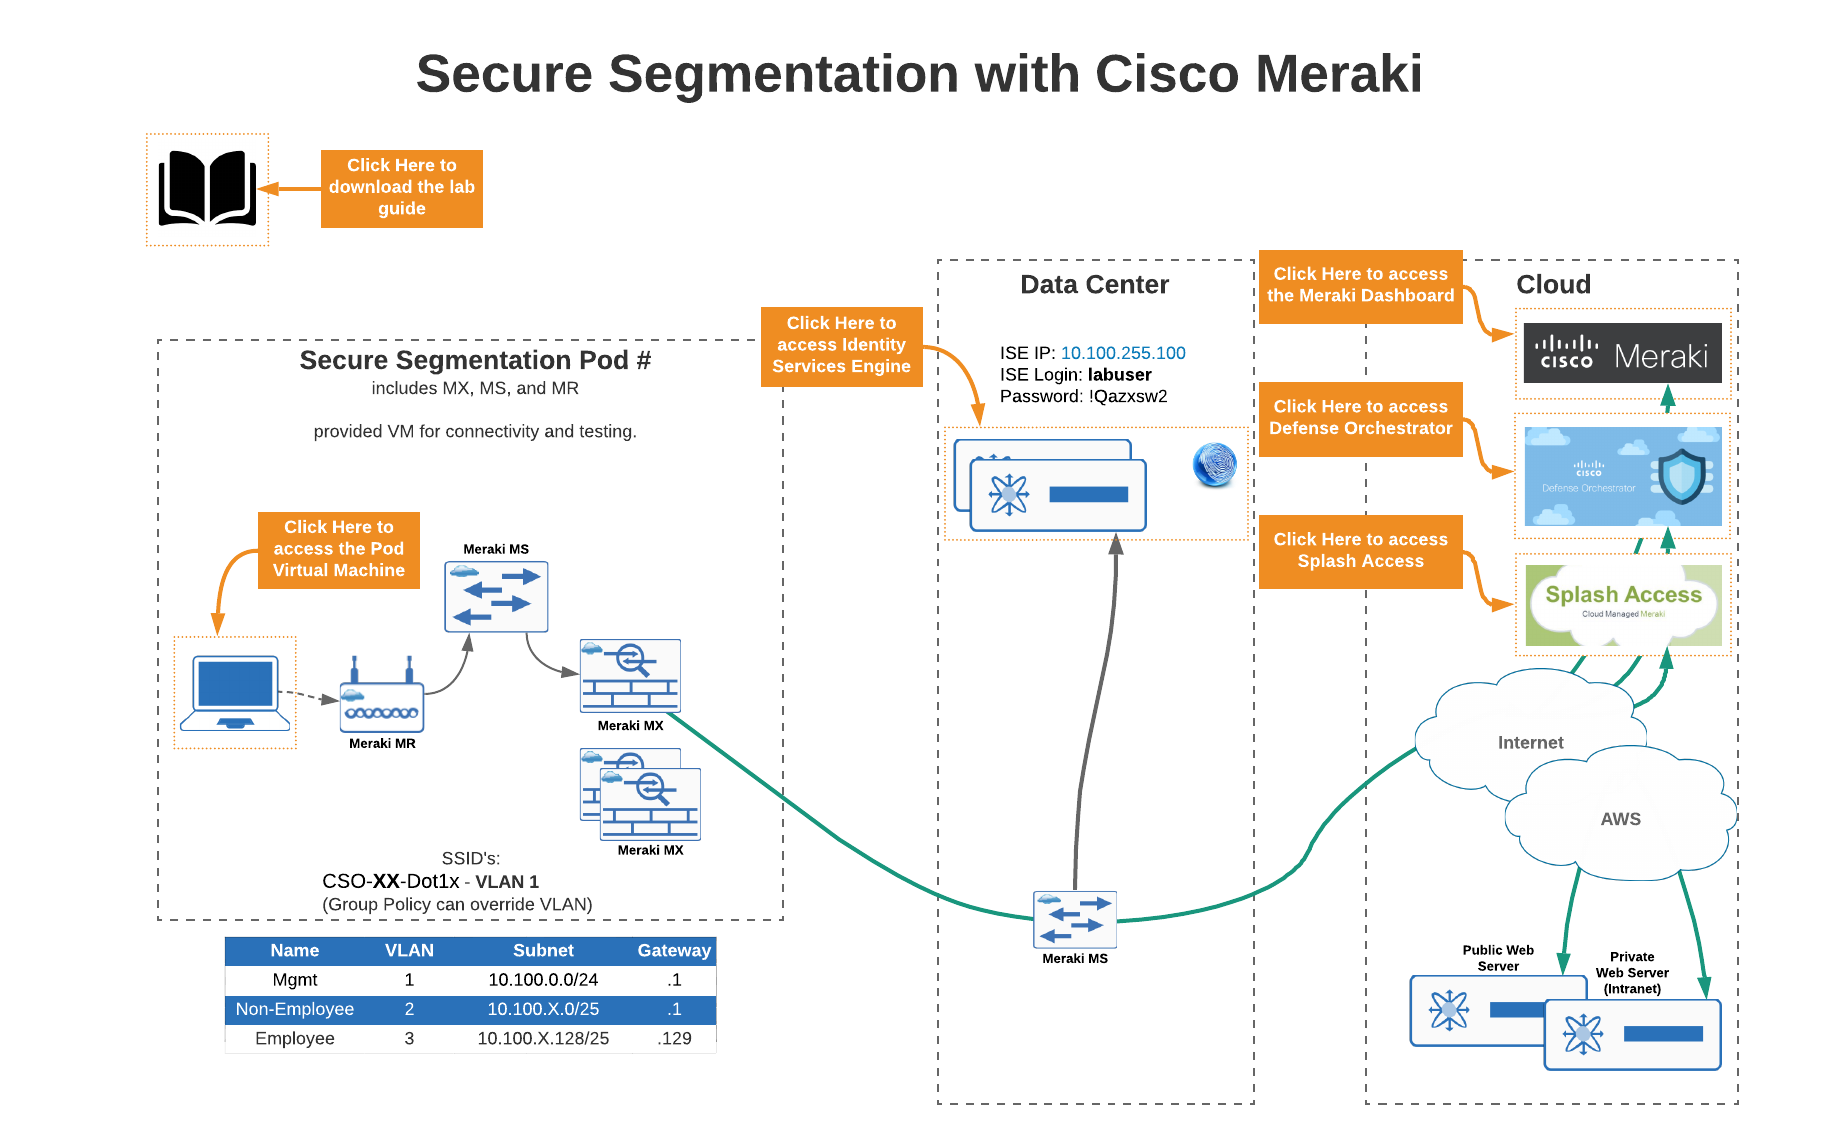 Secure Segmentation with Cisco Meraki
Click Here to
download the lab
guide
Secure Segmentation Pod #
includes MX, MS, and MR
provided VM for connectivity and testing.
Click Here to
access the Pod
Virtual Machine
Meraki MS
Meraki MR
Meraki MX
Meraki MX
SSID's:
CSO-XX-Dot1x - VLAN 1
(Group Policy can override VLAN)
Name VLAN Subnet Gateway
Mgmt 1 10.100.0.0/24 .1
Non-Employee 2 10.100.X.0/25 .1
Employee 3 10.100.X.128/25 .129
Click Here to
access Identity
Services Engine
Data Center
ISE IP: 10.100.255.100
ISE Login: labuser
Password: !Qazxsw2
Meraki MS
Click Here to access
the Meraki Dashboard
Click Here to access
Defense Orchestrator
Click Here to access
Splash Access
Cloud
CISCO Meraki
CISCO
Defense Orchestrator
Splash Access
Cloud Managed Meraki
Internet
AWS
Public Web
Server
Private
Web Server
(Intranet)